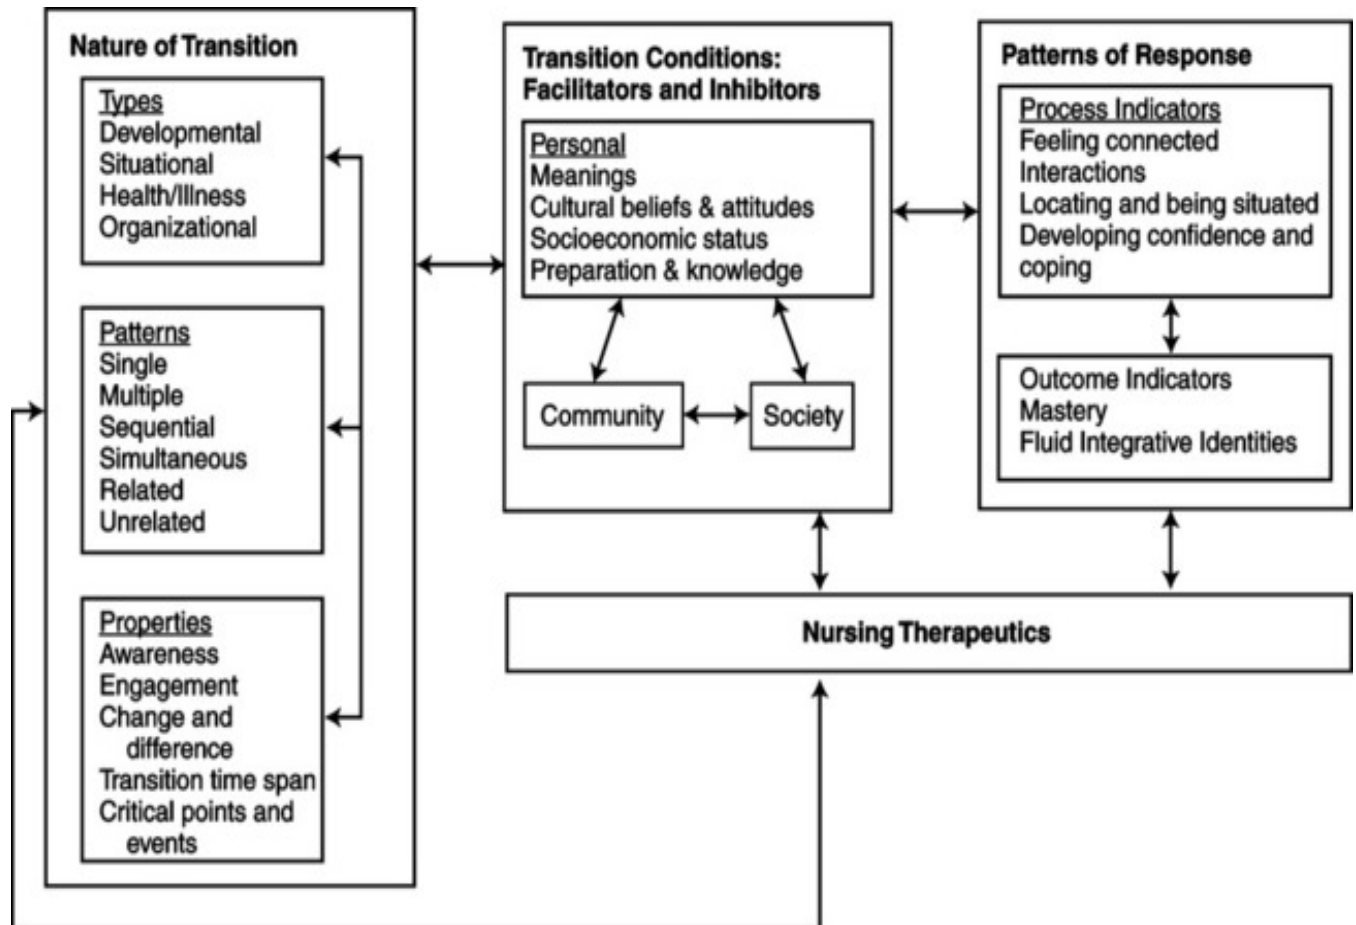 Nature of Transition
Types
Developmental
Situational
Health/Illness
Organizational
Patterns
Single
Multiple
Sequential
Simultaneous
Related
Unrelated
Properties
Awareness
Engagement
Change and
difference
Transition time span
Critical points and
events
Transition Conditions:
Facilitators and Inhibitors
Personal
Meanings
Cultural beliefs & attitudes
Socioeconomic status
Preparation & knowledge
Community
Society
Patterns of Response
Process Indicators
Feeling connected
Interactions
Locating and being situated
Developing confidence and
coping
Outcome Indicators
Mastery
Fluid Integrative Identities
Nursing Therapeutics